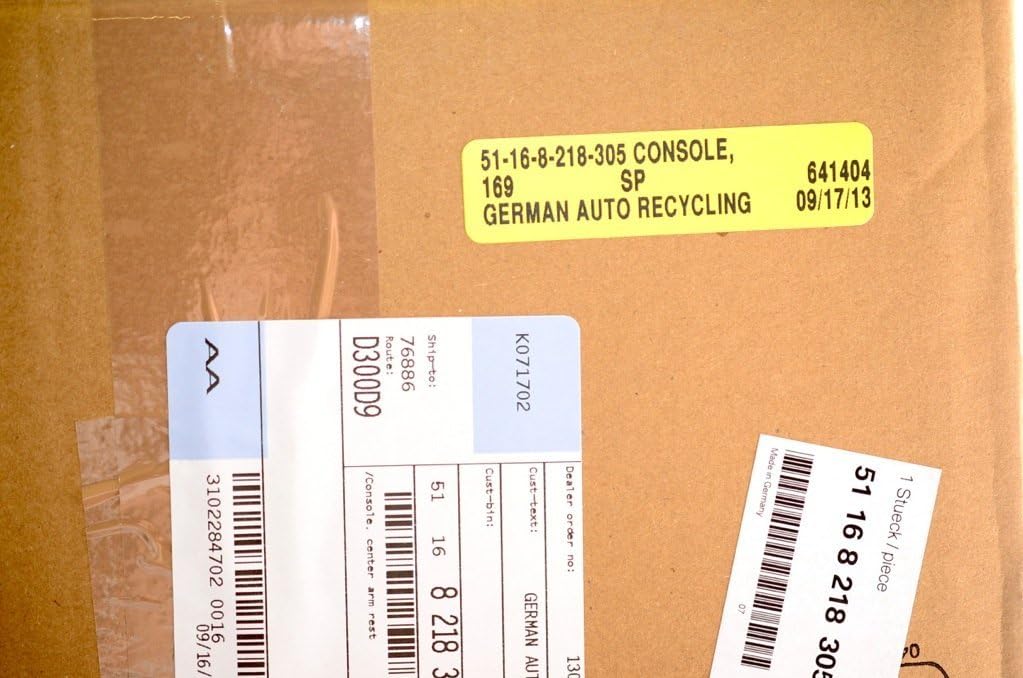 51-16-8-218-305 CONSOLE,
169 SP 641404
GERMAN AUTO RECYCLING 09/17/13
K071702
Ship-to:
76886
Route:
D300D9
AA
Dealer order no:
Cust-text: GERMAN
Cust-bin:
51 16 8 218
/Console. center arm rest
3102284702 0016
09/16/
1 Stueck / piece
51 16 8 218 305
Made in Germany
07